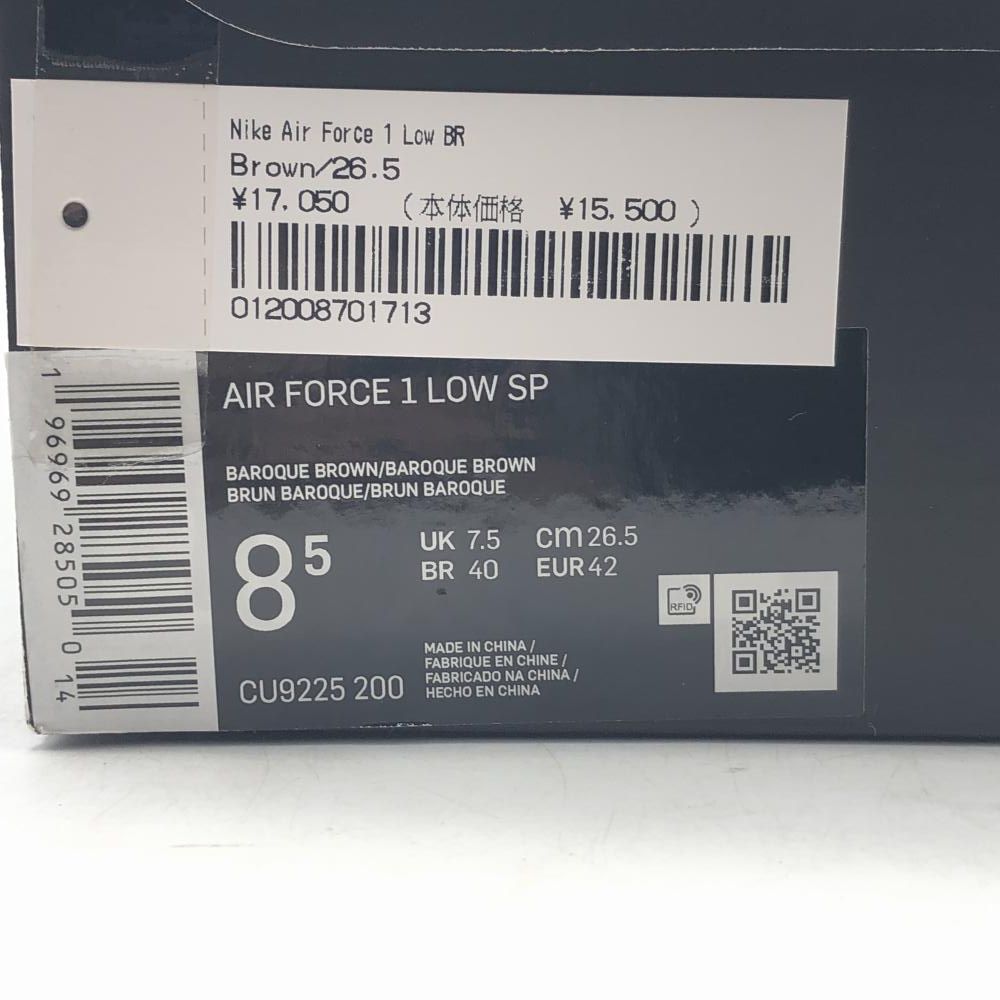 Nike Air Force 1 Low BR
Brown/26.5
¥17,050 (本体価格 ¥15,500 )
012008701713
1 96969 28505 0 14
AIR FORCE 1 LOW SP
BAROQUE BROWN/BAROQUE BROWN
BRUN BAROQUE/BRUN BAROQUE
8 5
UK 7.5 cm 26.5
BR 40 EUR 42
RFID
MADE IN CHINA /
FABRIQUE EN CHINE /
FABRICADO NA CHINA /
HECHO EN CHINA
CU9225 200